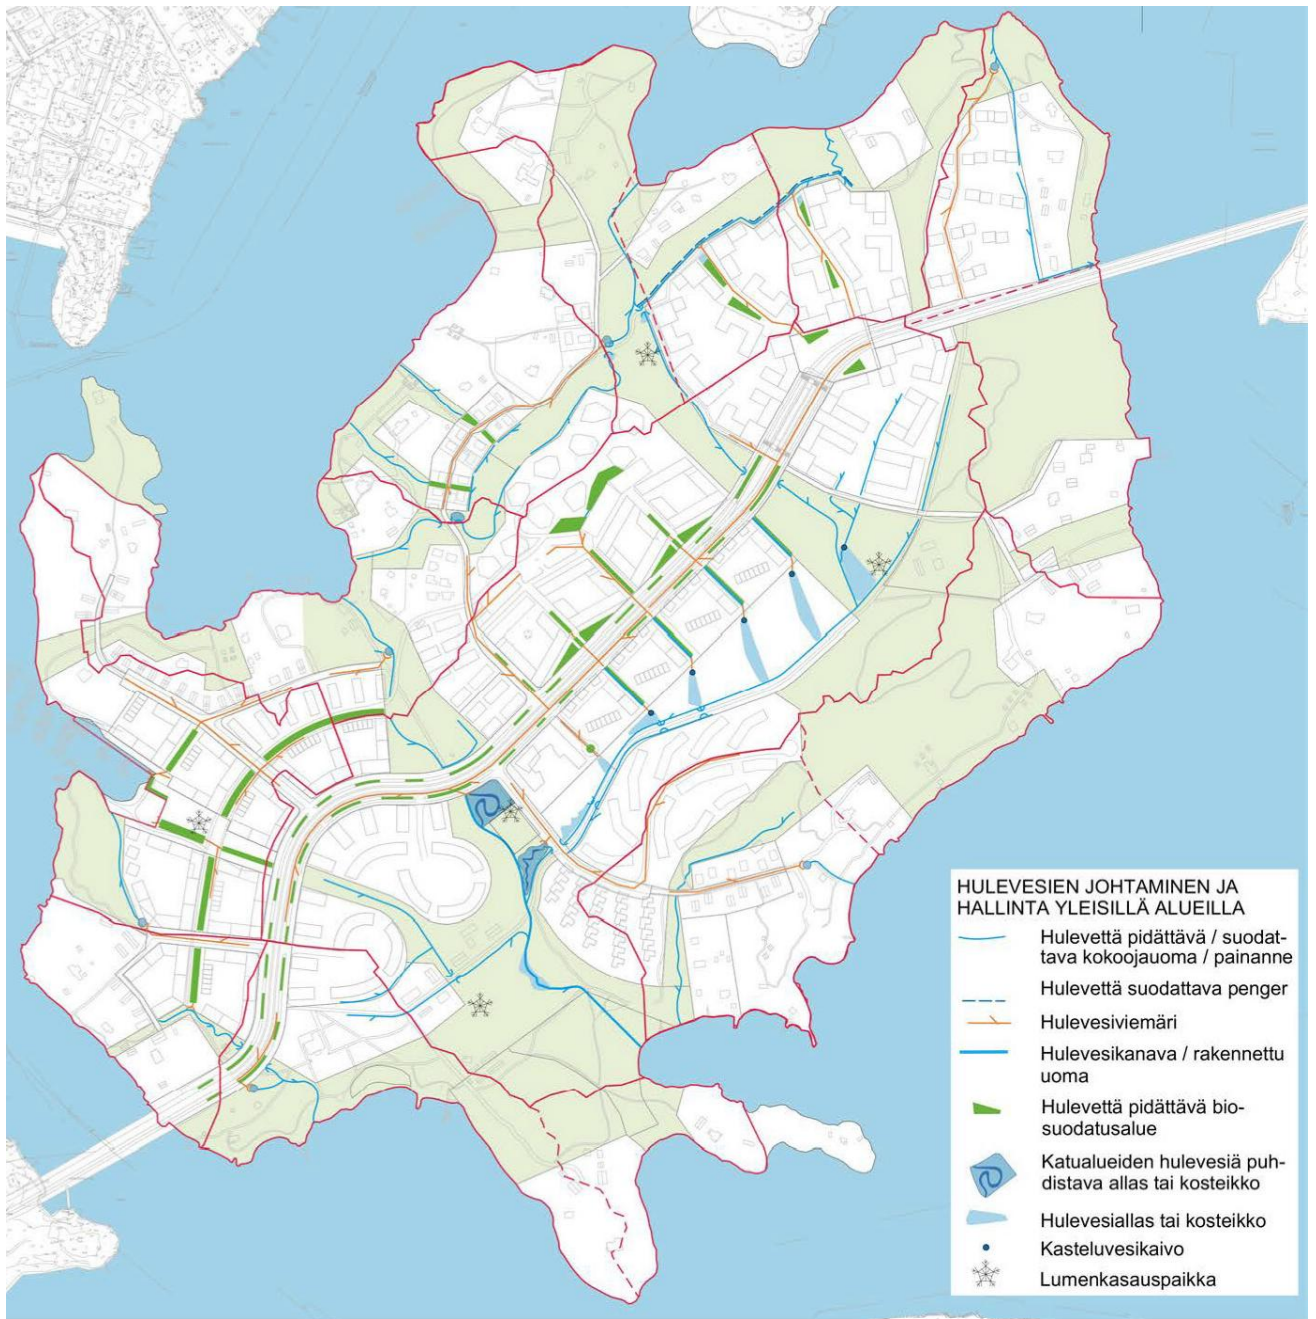 HULEVESIEN JOHTAMINEN JA
HALLINTA YLEISILLÄ ALUEILLA
Hulevettä pidättävä / suodat-
tava kokoojauoma / painanne
Hulevettä suodattava penger
Hulevesiviemäri
Hulevesikanava / rakennettu
uoma
Hulevettä pidättävä bio-
suodatusalue
Katualueiden hulevesiä puh-
distava allas tai kosteikko
Hulevesiallas tai kosteikko
Kasteluvesikaivo
Lumenkasauspaikka